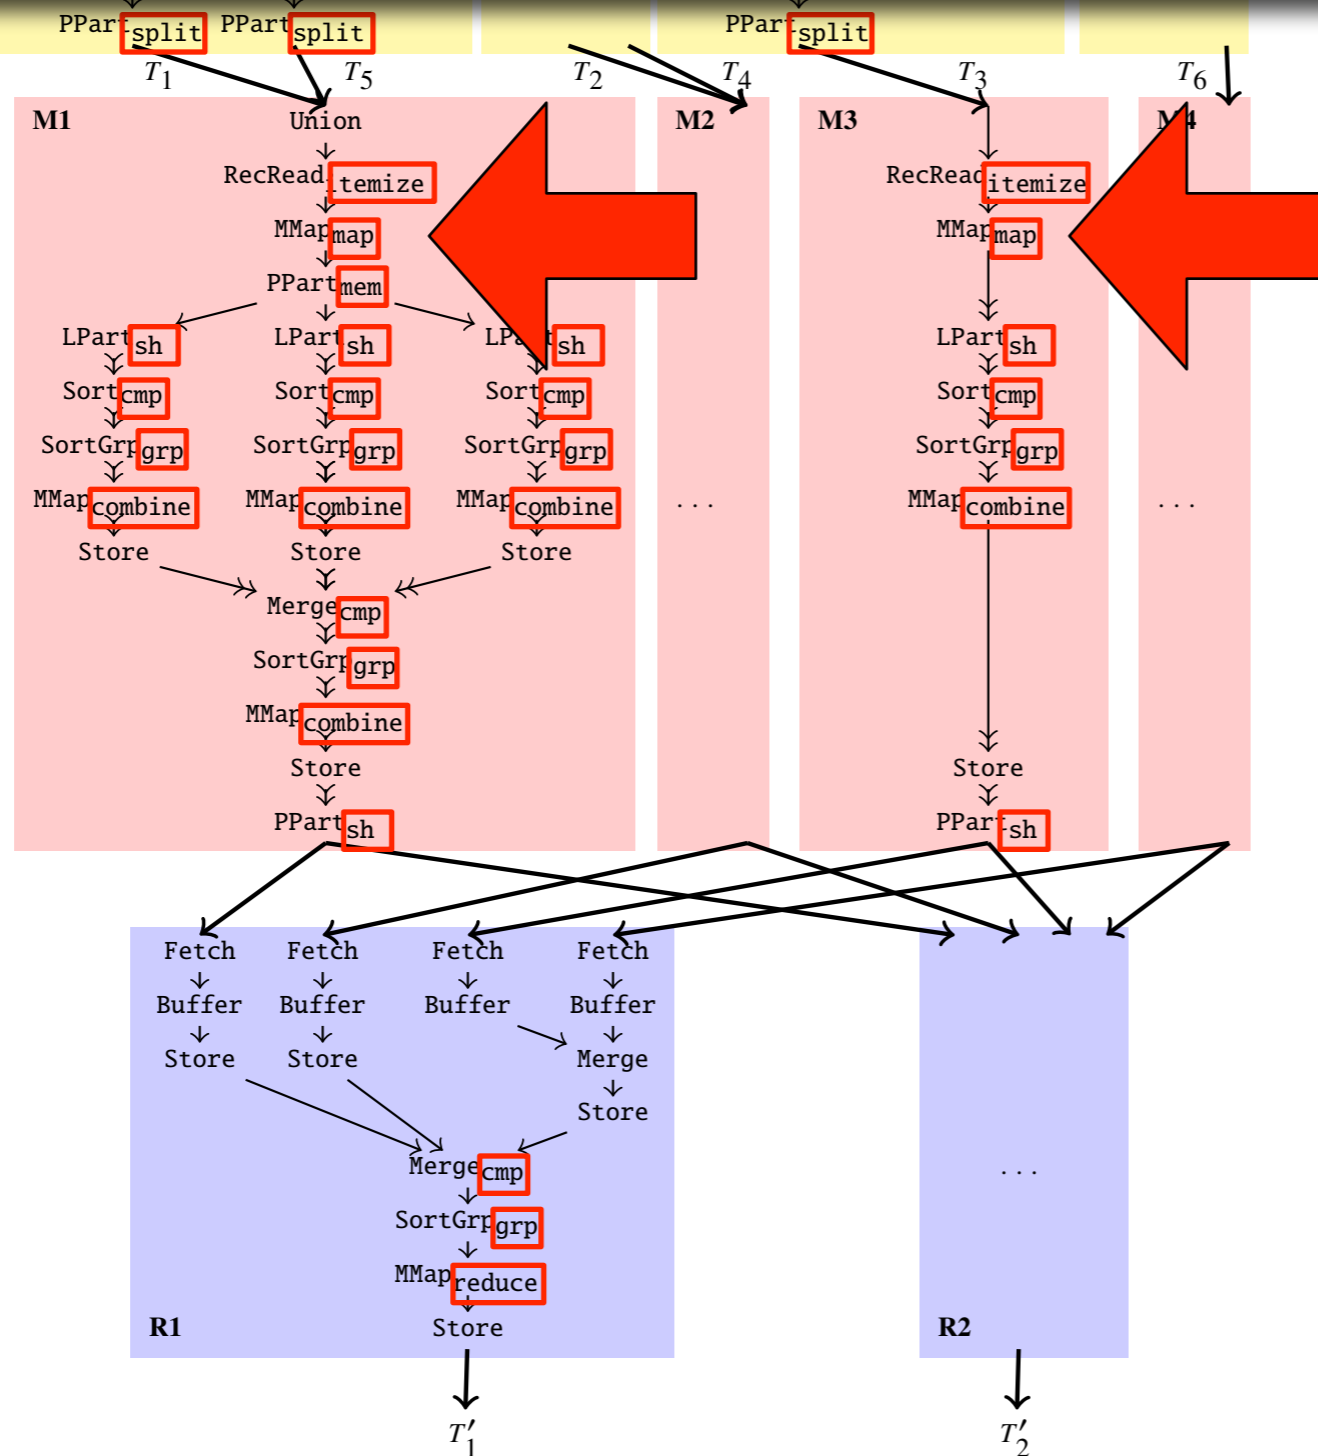 PPart split PPart split PPart split
T1 T5 T2 T4 T3 T6
M1 Union M2 M3 M4
RecRead itemize RecRead itemize
MMap map MMap map
PPart mem
LPart sh LPart sh LPart sh LPart sh
Sort cmp Sort cmp Sort cmp Sort cmp
SortGrp grp SortGrp grp SortGrp grp SortGrp grp
MMap combine MMap combine MMap combine ... MMap combine ...
Store Store Store
Merge cmp
SortGrp grp
MMap combine
Store Store
PPart sh PPart sh
Fetch Fetch Fetch Fetch
Buffer Buffer Buffer Buffer
Store Store Merge
Store
Merge cmp ...
SortGrp grp
MMap reduce
R1 Store R2
T′1 T′2